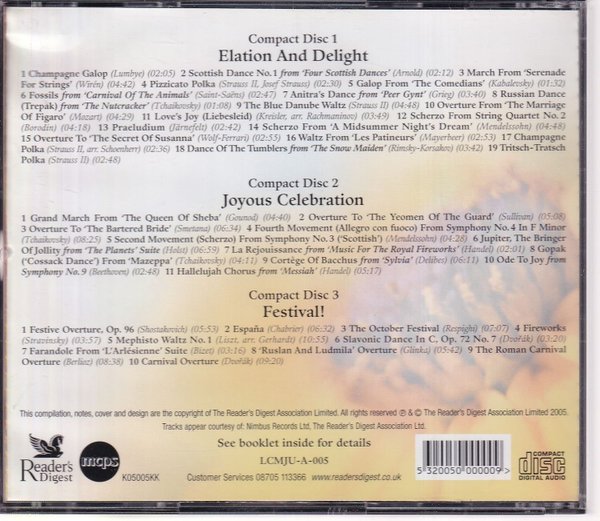 Compact Disc 1
Elation And Delight
1 Champagne Galop (Lumbye) (02:05) 2 Scottish Dance No.1 from 'Four Scottish Dances' (Arnold) (02:12) 3 March From 'Serenade
For Strings' (Wirén) (04:42) 4 Pizzicato Polka (Strauss II, Josef Strauss) (02:30) 5 Galop From 'The Comedians' (Kabalevsky) (01:32)
6 Fossils from 'Carnival Of The Animals' (Saint-Saëns) (02:47) 7 Anitra's Dance from 'Peer Gynt' (Grieg) (03:40) 8 Russian Dance
(Trepak) from 'The Nutcracker' (Tchaikovsky) (01:08) 9 The Blue Danube Waltz (Strauss II) (04:48) 10 Overture From 'The Marriage
Of Figaro' (Mozart) (04:29) 11 Love's Joy (Liebesleid) (Kreisler, arr. Rachmaninov) (03:49) 12 Scherzo From String Quartet No.2
(Borodin) (04:18) 13 Praeludium (Järnefelt) (02:42) 14 Scherzo From 'A Midsummer Night's Dream' (Mendelssohn) (04:48)
15 Overture To 'The Secret Of Susanna' (Wolf-Ferrari) (02:55) 16 Waltz From 'Les Patineurs' (Mayerbeer) (02:53) 17 Champagne
Polka (Strauss II, arr. Schoenherr) (02:36) 18 Dance Of The Tumblers from 'The Snow Maiden' (Rimsky-Korsakov) (03:42) 19 Tritsch-Tratsch
Polka (Strauss II) (02:48)
Compact Disc 2
Joyous Celebration
1 Grand March From 'The Queen Of Sheba' (Gounod) (04:40) 2 Overture To 'The Yeomen Of The Guard' (Sullivan) (05:08)
3 Overture To 'The Bartered Bride' (Smetana) (06:34) 4 Fourth Movement (Allegro con fuoco) From Symphony No.4 In F Minor
(Tchaikovsky) (08:25) 5 Second Movement (Scherzo) From Symphony No.3 ('Scottish') (Mendelssohn) (04:28) 6 Jupiter, The Bringer
Of Jollity from 'The Planets' Suite (Holst) (06:59) 7 La Rejouissance from 'Music For The Royal Fireworks' (Handel) (02:01) 8 Gopak
('Cossack Dance') From 'Mazeppa' (Tchaikovsky) (04:11) 9 Cortège Of Bacchus from 'Sylvia' (Delibes) (06:11) 10 Ode To Joy from
Symphony No.9 (Beethoven) (02:48) 11 Hallelujah Chorus from 'Messiah' (Handel) (05:17)
Compact Disc 3
Festival!
1 Festive Overture, Op. 96 (Shostakovich) (05:53) 2 España (Chabrier) (06:32) 3 The October Festival (Respighi) (07:07) 4 Fireworks
(Stravinsky) (03:57) 5 Mephisto Waltz No.1 (Liszt, arr. Gerhardt) (10:55) 6 Slavonic Dance In C, Op. 72 No.7 (Dvořák) (03:20)
7 Farandole From 'L'Arlésienne' Suite (Bizet) (03:16) 8 'Ruslan And Ludmila' Overture (Glinka) (05:42) 9 The Roman Carnival
Overture (Berlioz) (08:38) 10 Carnival Overture (Dvořák) (09:20)
This compilation, notes, cover and design are the copyright of The Reader's Digest Association Limited. All rights reserved ℗ & © The Reader's Digest Association Limited 2005.
Tracks appear courtesy of: Nimbus Records Ltd, The Reader's Digest Association Ltd.
See booklet inside for details
LCMJU-A-005
Reader's
Digest
mcps
K05005KK
Customer Services 08705 113366
www.readersdigest.co.uk
5 320050 000009 >
COMPACT
disc
DIGITAL AUDIO